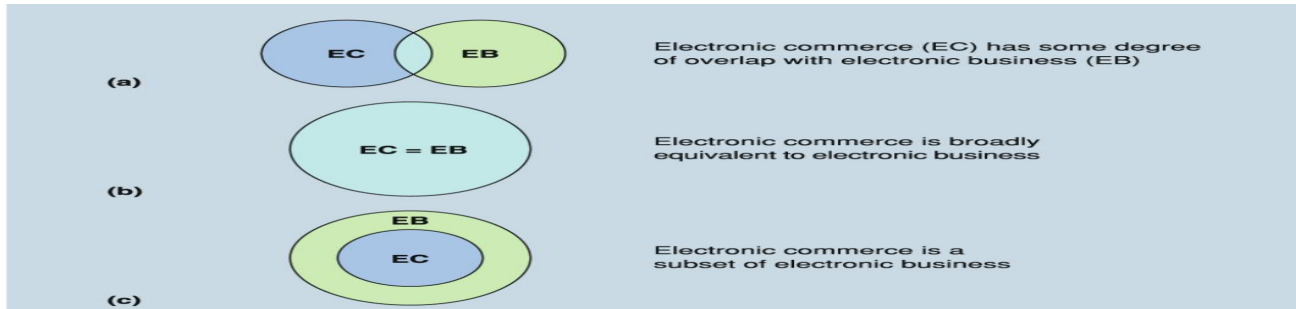 EC EB
Electronic commerce (EC) has some degree
of overlap with electronic business (EB)
(a)
EC = EB
Electronic commerce is broadly
equivalent to electronic business
(b)
EB
EC
Electronic commerce is a
subset of electronic business
(c)